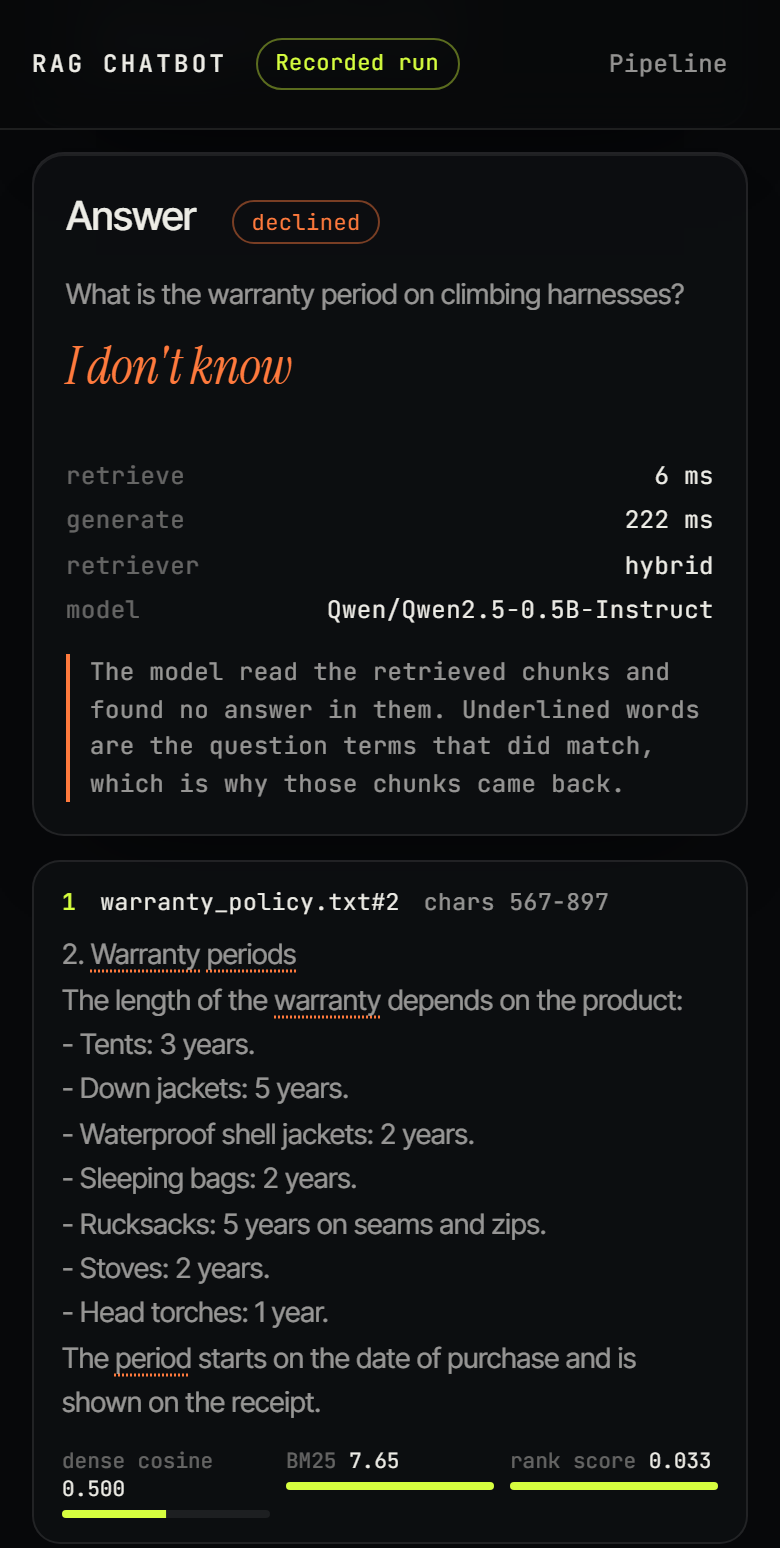 RAG CHATBOT Recorded run Pipeline
Answer declined
What is the warranty period on climbing harnesses?
I don't know
retrieve 6 ms
generate 222 ms
retriever hybrid
model Qwen/Qwen2.5-0.5B-Instruct
The model read the retrieved chunks and
found no answer in them. Underlined words
are the question terms that did match,
which is why those chunks came back.
1 warranty_policy.txt#2 chars 567-897
2. Warranty periods
The length of the warranty depends on the product:
- Tents: 3 years.
- Down jackets: 5 years.
- Waterproof shell jackets: 2 years.
- Sleeping bags: 2 years.
- Rucksacks: 5 years on seams and zips.
- Stoves: 2 years.
- Head torches: 1 year.
The period starts on the date of purchase and is
shown on the receipt.
dense cosine BM25 7.65 rank score 0.033
0.500